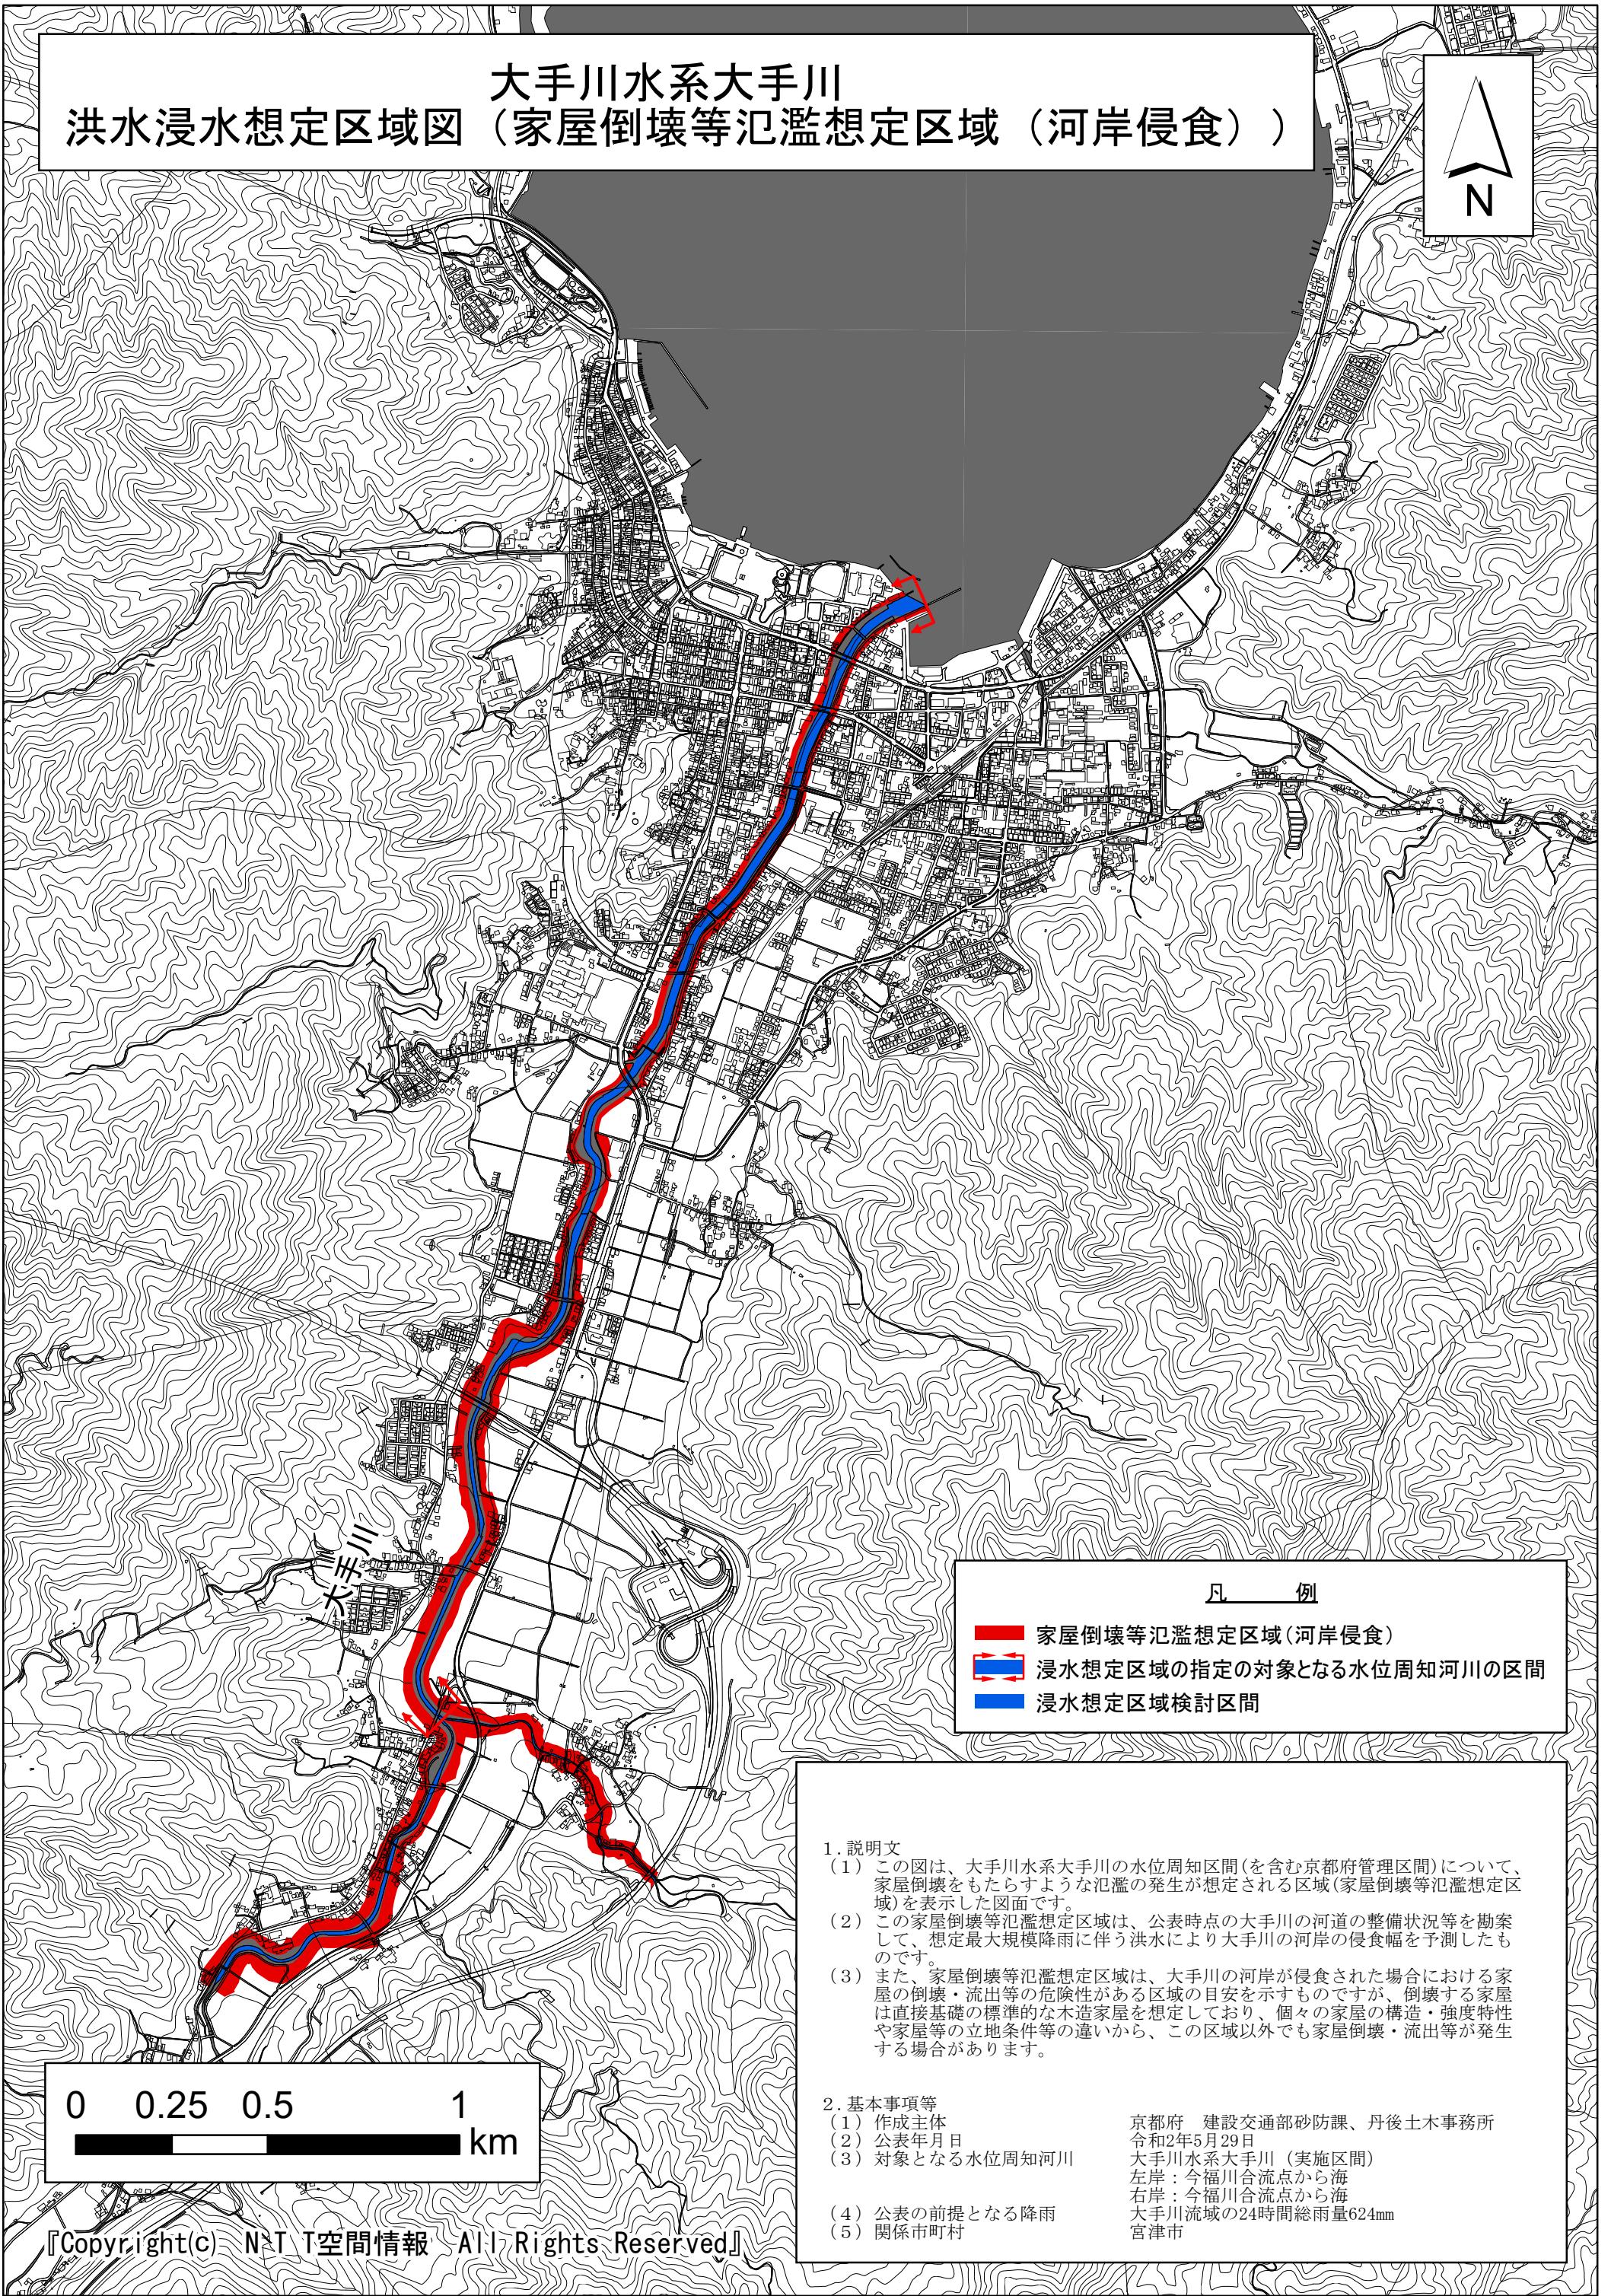 大手川水系大手川
洪水浸水想定区域図（家屋倒壊等氾濫想定区域（河岸侵食））
N
大手川
凡　例
家屋倒壊等氾濫想定区域(河岸侵食)
浸水想定区域の指定の対象となる水位周知河川の区間
浸水想定区域検討区間
1.説明文
（1）この図は、大手川水系大手川の水位周知区間(を含む京都府管理区間)について、
家屋倒壊をもたらすような氾濫の発生が想定される区域(家屋倒壊等氾濫想定区
域)を表示した図面です。
（2）この家屋倒壊等氾濫想定区域は、公表時点の大手川の河道の整備状況等を勘案
して、想定最大規模降雨に伴う洪水により大手川の河岸の侵食幅を予測したも
のです。
（3）また、家屋倒壊等氾濫想定区域は、大手川の河岸が侵食された場合における家
屋の倒壊・流出等の危険性がある区域の目安を示すものですが、倒壊する家屋
は直接基礎の標準的な木造家屋を想定しており、個々の家屋の構造・強度特性
や家屋等の立地条件等の違いから、この区域以外でも家屋倒壊・流出等が発生
する場合があります。
2.基本事項等
（1）作成主体　京都府　建設交通部砂防課、丹後土木事務所
（2）公表年月日　令和2年5月29日
（3）対象となる水位周知河川　大手川水系大手川（実施区間）
左岸：今福川合流点から海
右岸：今福川合流点から海
（4）公表の前提となる降雨　大手川流域の24時間総雨量624mm
（5）関係市町村　宮津市
0 0.25 0.5 1
km
『Copyright(c) NTT空間情報 All Rights Reserved』